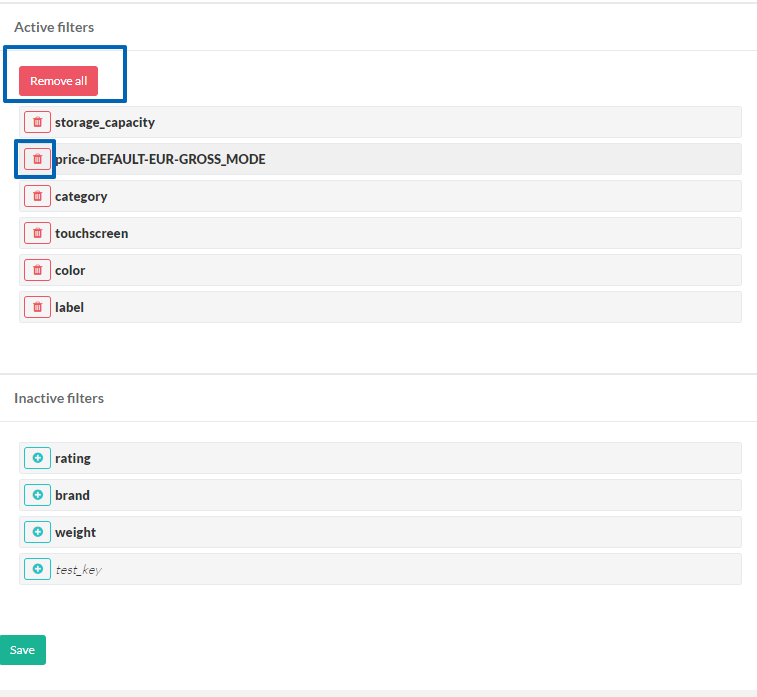 Active filters
Remove all
storage_capacity
price-DEFAULT-EUR-GROSS_MODE
category
touchscreen
color
label
Inactive filters
rating
brand
weight
test_key
Save